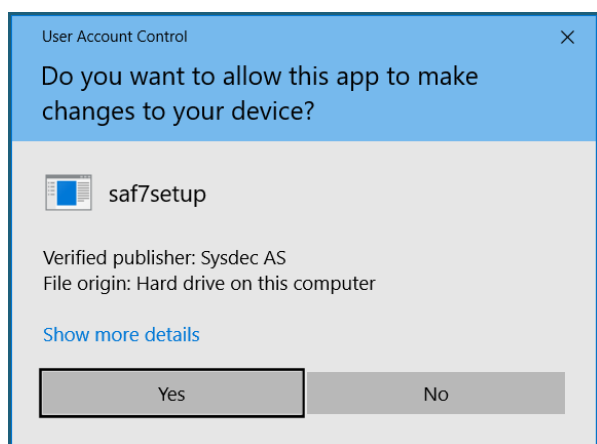 User Account Control
Do you want to allow this app to make
changes to your device?
saf7setup
Verified publisher: Sysdec AS
File origin: Hard drive on this computer
Show more details
Yes
No